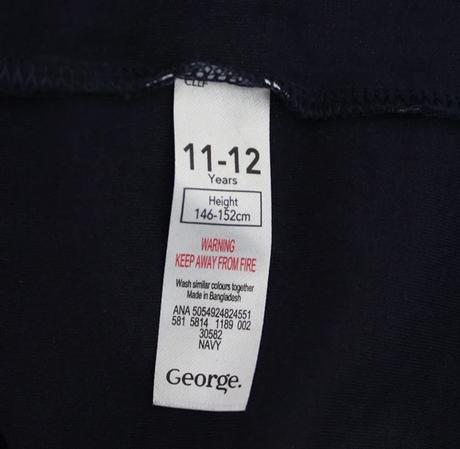 11-12
Years
Height
146-152cm
WARNING
KEEP AWAY FROM FIRE
Wash similar colours together
Made in Bangladesh
ANA 5054924824551
581 5814 1189 002
30582
NAVY
George.